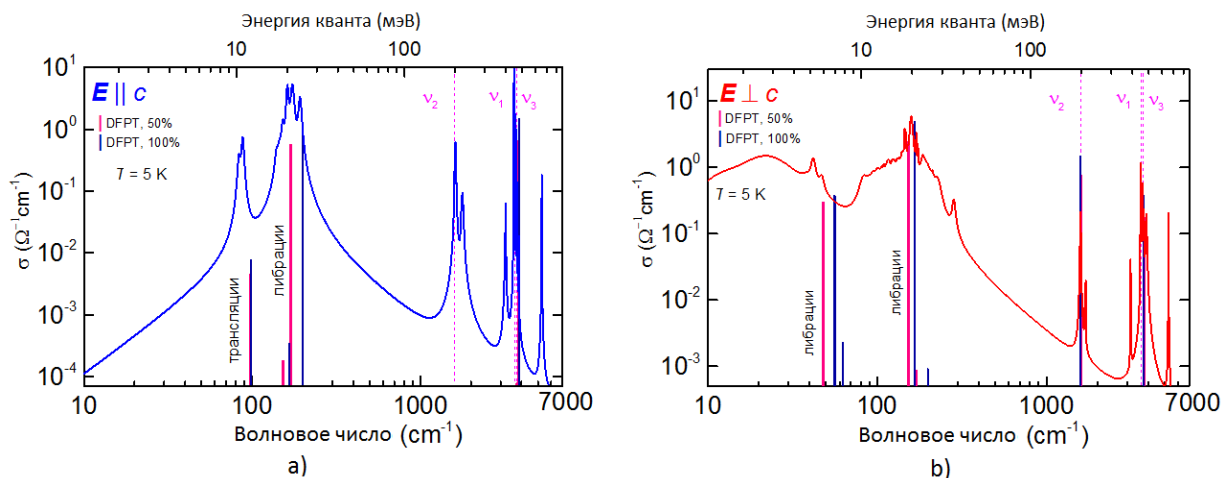 Энергия кванта (мэВ)
10 100
a)
E || c
DFPT, 50%
DFPT, 100%
T = 5 K
ν2 ν1 ν3
трансляции
либрации
σ (Ω⁻¹cm⁻¹)
10¹
10⁰
10⁻¹
10⁻²
10⁻³
10⁻⁴
10 100 1000 7000
Волновое число (cm⁻¹)
a)
Энергия кванта (мэВ)
10 100
b)
E ⊥ c
DFPT, 50%
DFPT, 100%
T = 5 K
ν2 ν1 ν3
либрации
либрации
σ (Ω⁻¹cm⁻¹)
10¹
10⁰
10⁻¹
10⁻²
10⁻³
10 100 1000 7000
Волновое число (cm⁻¹)
b)